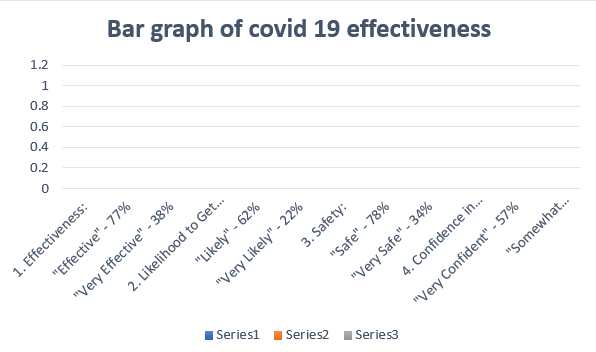 Bar graph of covid 19 effectiveness
1.2
1
0.8
0.6
0.4
0.2
0
1. Effectiveness:
"Effective" - 77%
"Very Effective" - 38%
2. Likelihood to Get...
"Likely" - 62%
"Very Likely" - 22%
3. Safety:
"Safe" - 78%
"Very Safe" - 34%
4. Confidence in...
"Very Confident" - 57%
"Somewhat...
Series1 Series2 Series3